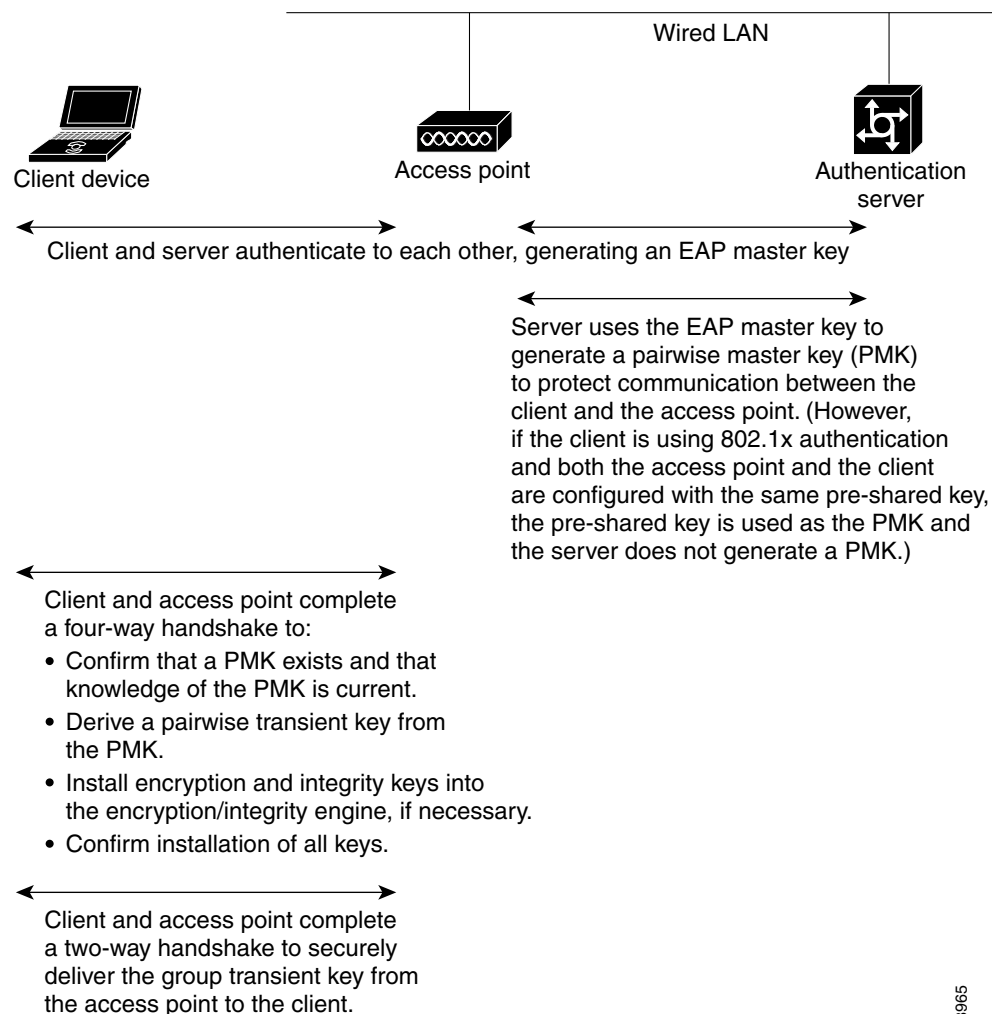 Wired LAN
Client device
Access point
Authentication
server
Client and server authenticate to each other, generating an EAP master key
Server uses the EAP master key to
generate a pairwise master key (PMK)
to protect communication between the
client and the access point. (However,
if the client is using 802.1x authentication
and both the access point and the client
are configured with the same pre-shared key,
the pre-shared key is used as the PMK and
the server does not generate a PMK.)
Client and access point complete
a four-way handshake to:
• Confirm that a PMK exists and that
knowledge of the PMK is current.
• Derive a pairwise transient key from
the PMK.
• Install encryption and integrity keys into
the encryption/integrity engine, if necessary.
• Confirm installation of all keys.
Client and access point complete
a two-way handshake to securely
deliver the group transient key from
the access point to the client.